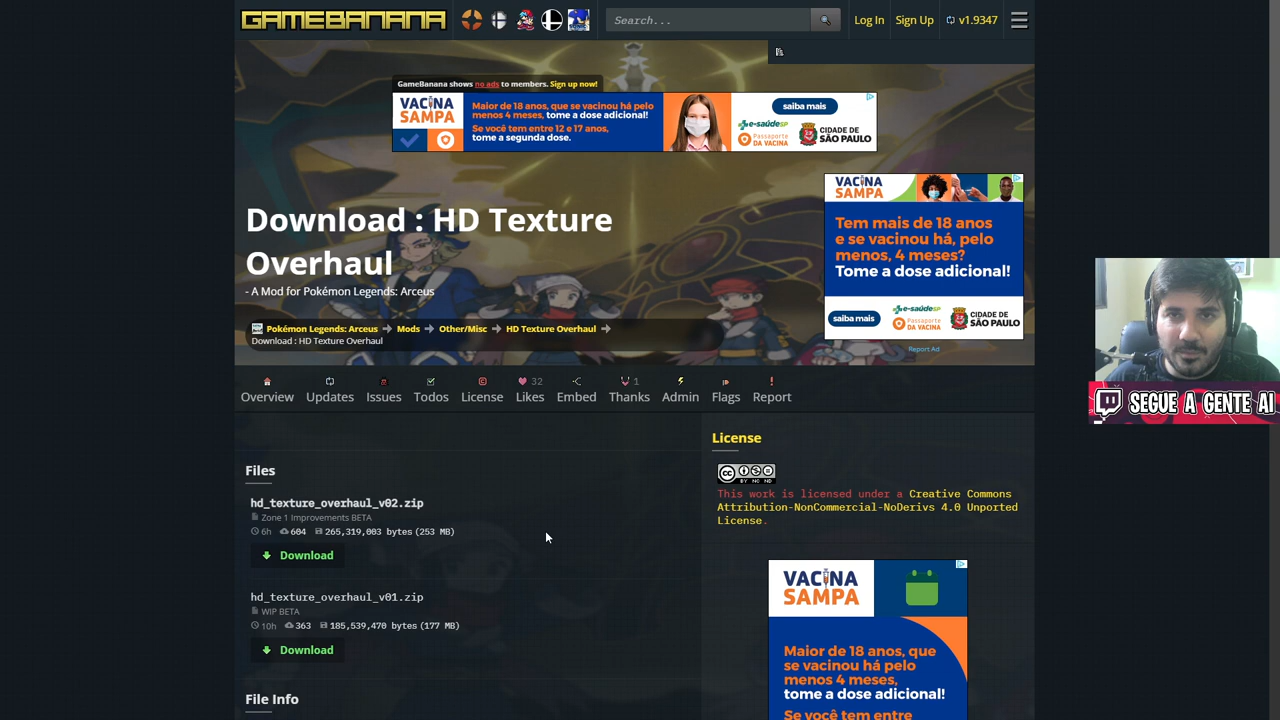 GAMEBANANA
Search...
Log In
Sign Up
v1.9347
GameBanana shows no ads to members. Sign up now!
VACINA
SAMPA
Maior de 18 anos, que se vacinou há pelo
menos 4 meses, tome a dose adicional!
Se você tem entre 12 e 17 anos,
tome a segunda dose.
saiba mais
e-saúdeSP
Passaporte
DA VACINA
CIDADE DE
SÃO PAULO
VACINA
SAMPA
Tem mais de 18 anos
e se vacinou há, pelo
menos, 4 meses?
Tome a dose adicional!
saiba mais
e-saúdeSP
Passaporte
DA VACINA
CIDADE DE
SÃO PAULO
Report Ad
Download : HD Texture
Overhaul
- A Mod for Pokémon Legends: Arceus
Pokémon Legends: Arceus
Mods
Other/Misc
HD Texture Overhaul
Download : HD Texture Overhaul
SEGUE A GENTE AI
32
1
Overview
Updates
Issues
Todos
License
Likes
Embed
Thanks
Admin
Flags
Report
Files
hd_texture_overhaul_v02.zip
Zone 1 Improvements BETA
6h 604 265,319,003 bytes (253 MB)
Download
hd_texture_overhaul_v01.zip
WIP BETA
10h 363 185,539,470 bytes (177 MB)
Download
File Info
License
BY NC ND
This work is licensed under a Creative Commons
Attribution-NonCommercial-NoDerivs 4.0 Unported
License.
VACINA
SAMPA
Maior de 18 anos, que
se vacinou há pelo
menos 4 meses,
tome a dose adicional!
Se você tem entre